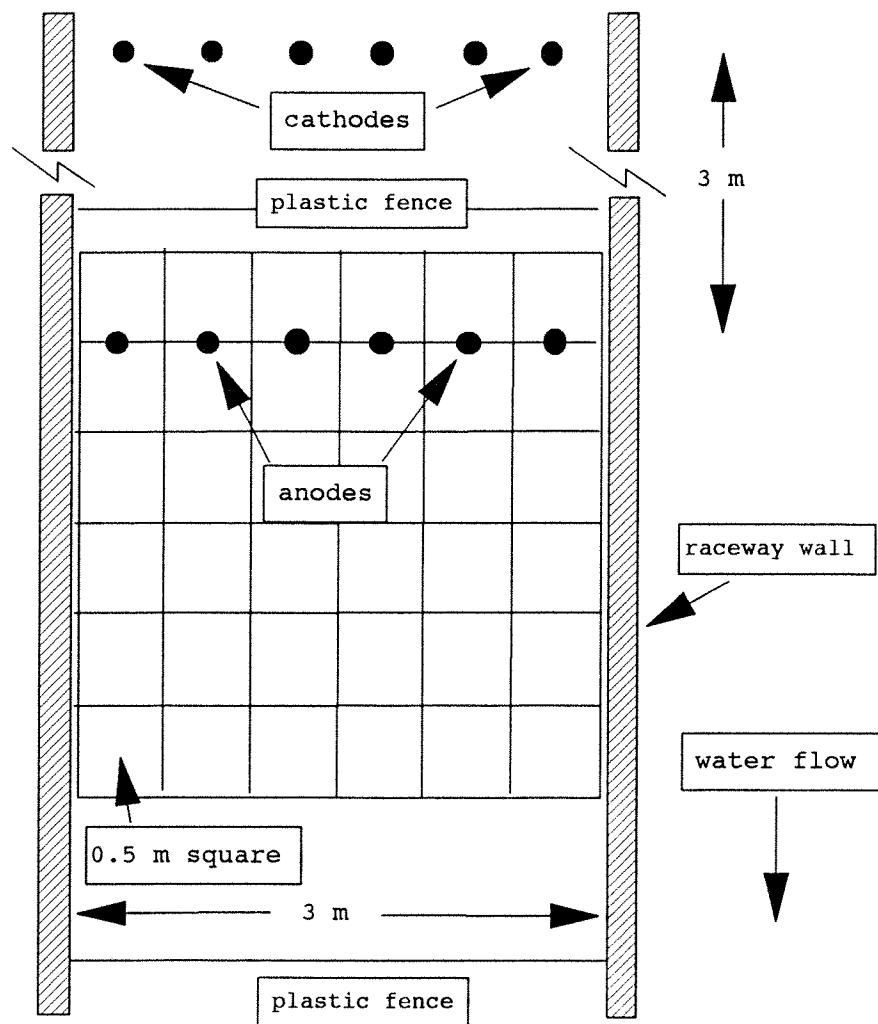 cathodes
3 m
plastic fence
anodes
raceway wall
water flow
0.5 m square
3 m
plastic fence